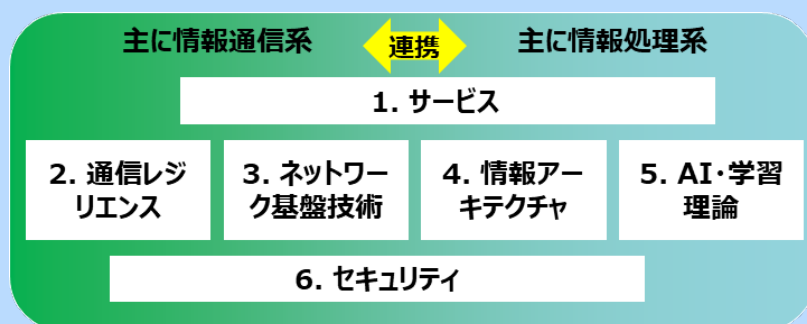 主に情報通信系
連携
主に情報処理系
1. サービス
2. 通信レジ
リエンス
3. ネットワー
ク基盤技術
4. 情報アー
キテクチャ
5. AI・学習
理論
6. セキュリティ